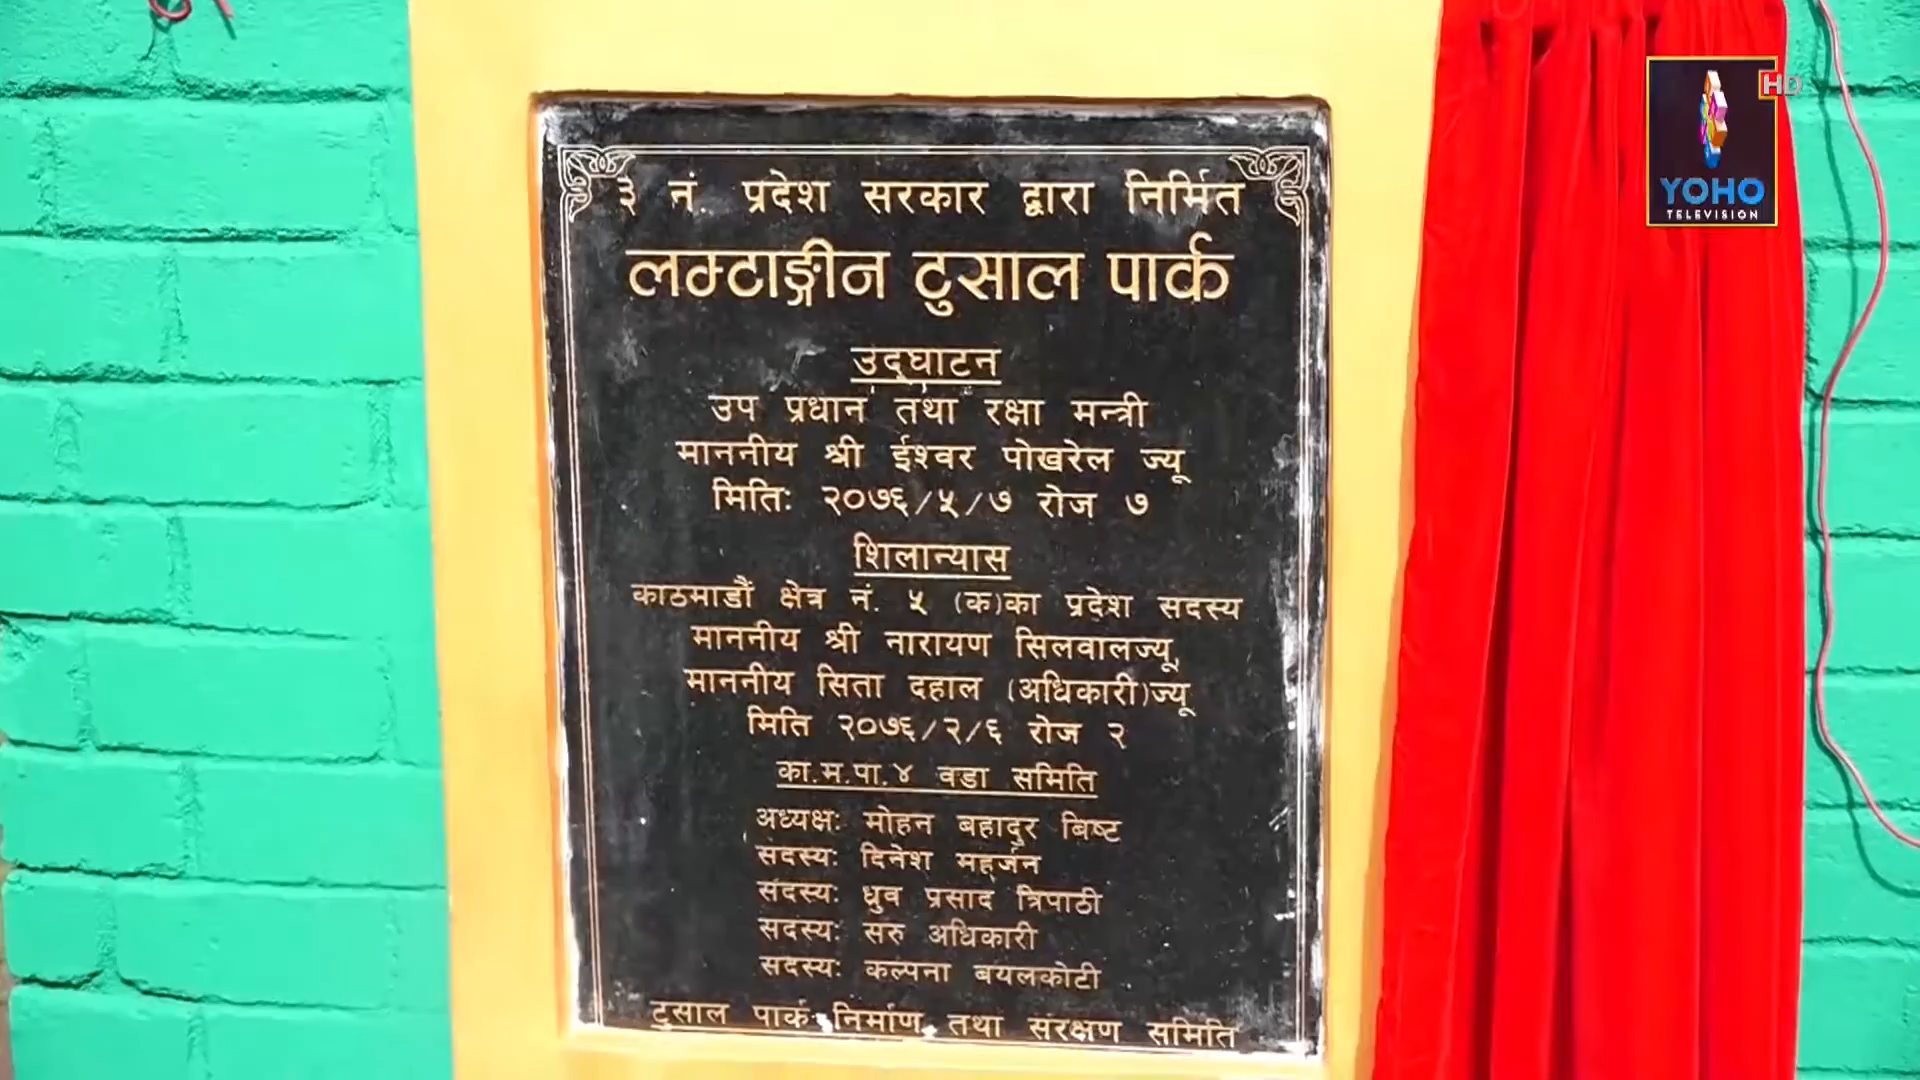 ३ नं. प्रदेश सरकार द्वारा निर्मित
लम्टाङ्गीन टुसाल पार्क
उद्घाटन
उप प्रधान तथा रक्षा मन्त्री
माननीय श्री ईश्वर पोखरेल ज्यू
मितिः २०७६/५/७ रोज ७
शिलान्यास
काठमाडौं क्षेत्र नं. ५ (क)का प्रदेश सदस्य
माननीय श्री नारायण सिलवालज्यू
माननीय सिता दहाल (अधिकारी)ज्यू
मिति २०७६/२/६ रोज २
का.म.पा.४ वडा समिति
अध्यक्षः मोहन बहादुर बिष्ट
सदस्यः दिनेश महर्जन
सदस्यः ध्रुव प्रसाद त्रिपाठी
सदस्यः सरु अधिकारी
सदस्यः कल्पना बयलकोटी
टुसाल पार्क निर्माण तथा संरक्षण समिति
HD
YOHO
TELEVISION